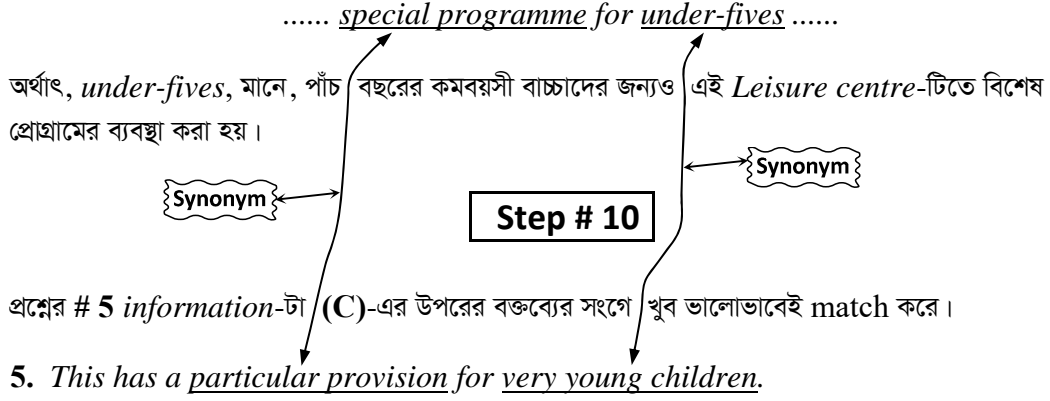 ...... special programme for under-fives ......
অর্থাৎ, under-fives, মানে, পাঁচ বছরের কমবয়সী বাচ্চাদের জন্যও এই Leisure centre-টিতে বিশেষ
প্রোগ্রামের ব্যবস্থা করা হয়।
Synonym
Synonym
Step # 10
প্রশ্নের # 5 information-টা (C)-এর উপরের বক্তব্যের সংগে খুব ভালোভাবেই match করে।
5. This has a particular provision for very young children.